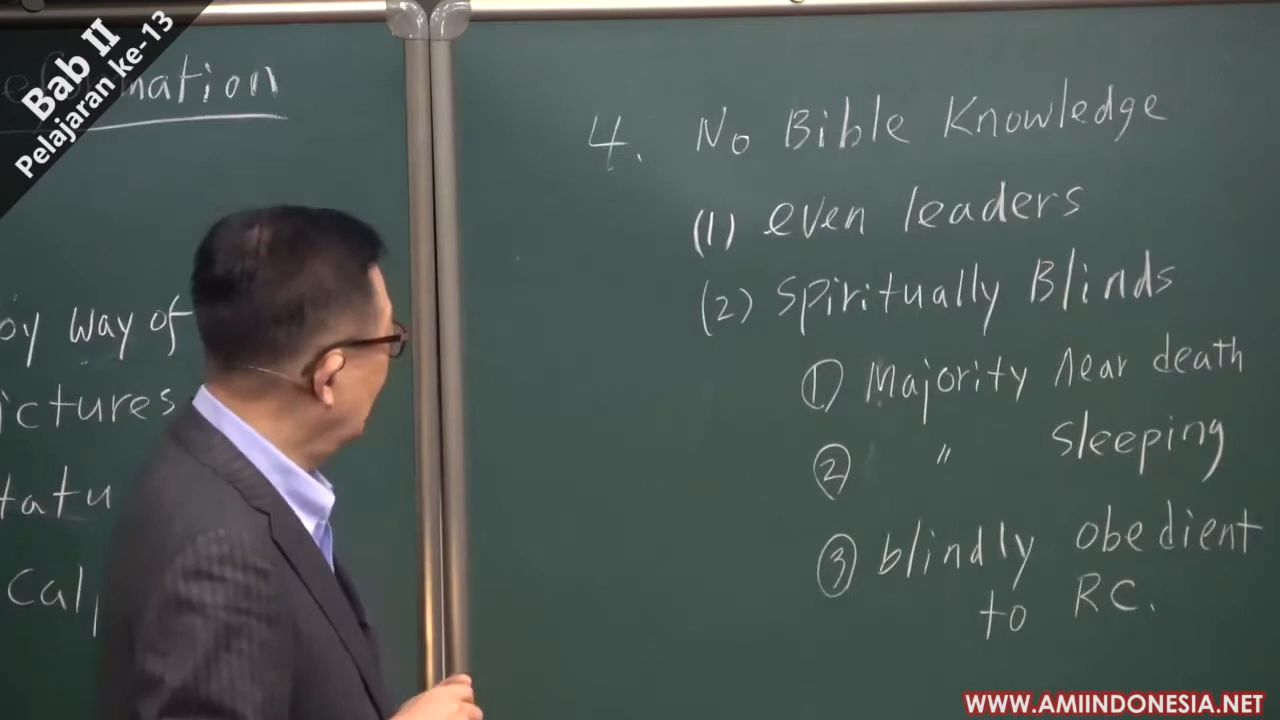 Bab II
Pelajaran ke-13
mation
by way of
ictures
tatu
cal,
4. No Bible Knowledge
(1) even leaders
(2) Spiritually Blinds
① Majority near death
② " Sleeping
③ blindly obedient
to RC.
WWW.AMIINDONESIA.NET